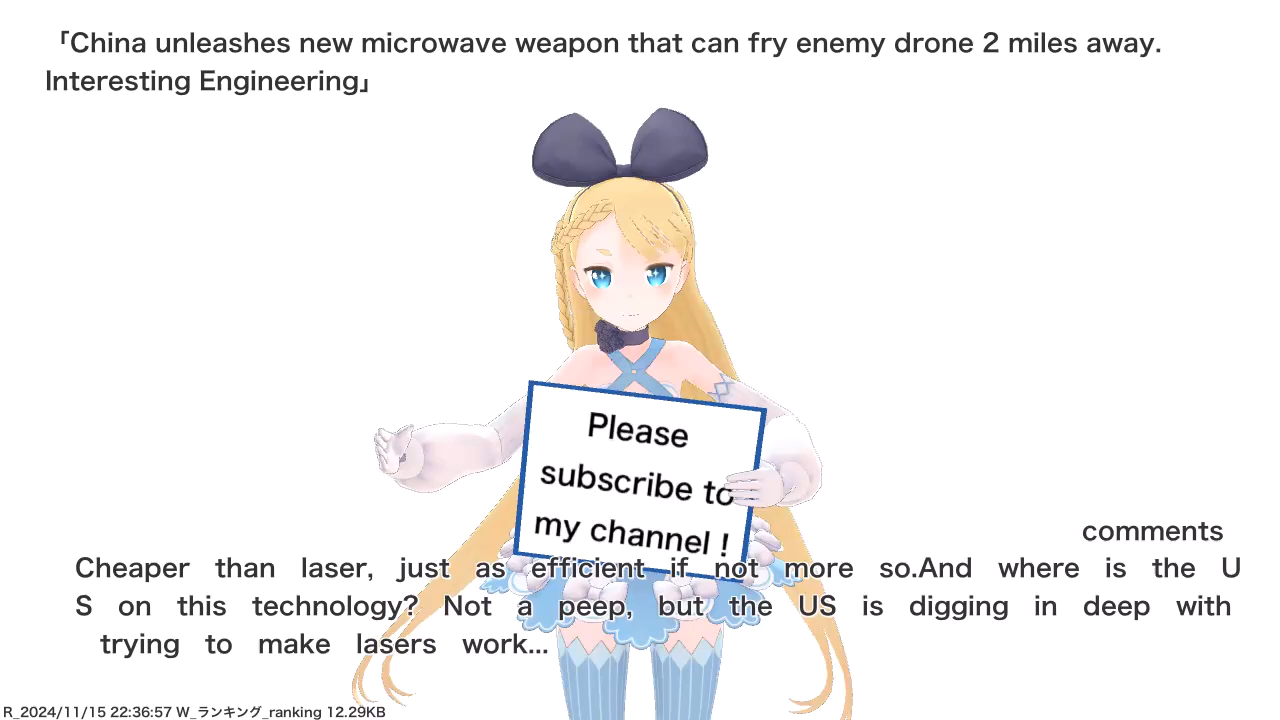 「China unleashes new microwave weapon that can fry enemy drone 2 miles away.
Interesting Engineering」
Please
subscribe to
my channel !
comments
Cheaper than laser, just as efficient if not more so.And where is the U
S on this technology? Not a peep, but the US is digging in deep with
trying to make lasers work...
R_2024/11/15 22:36:57 W_ランキング_ranking 12.29KB